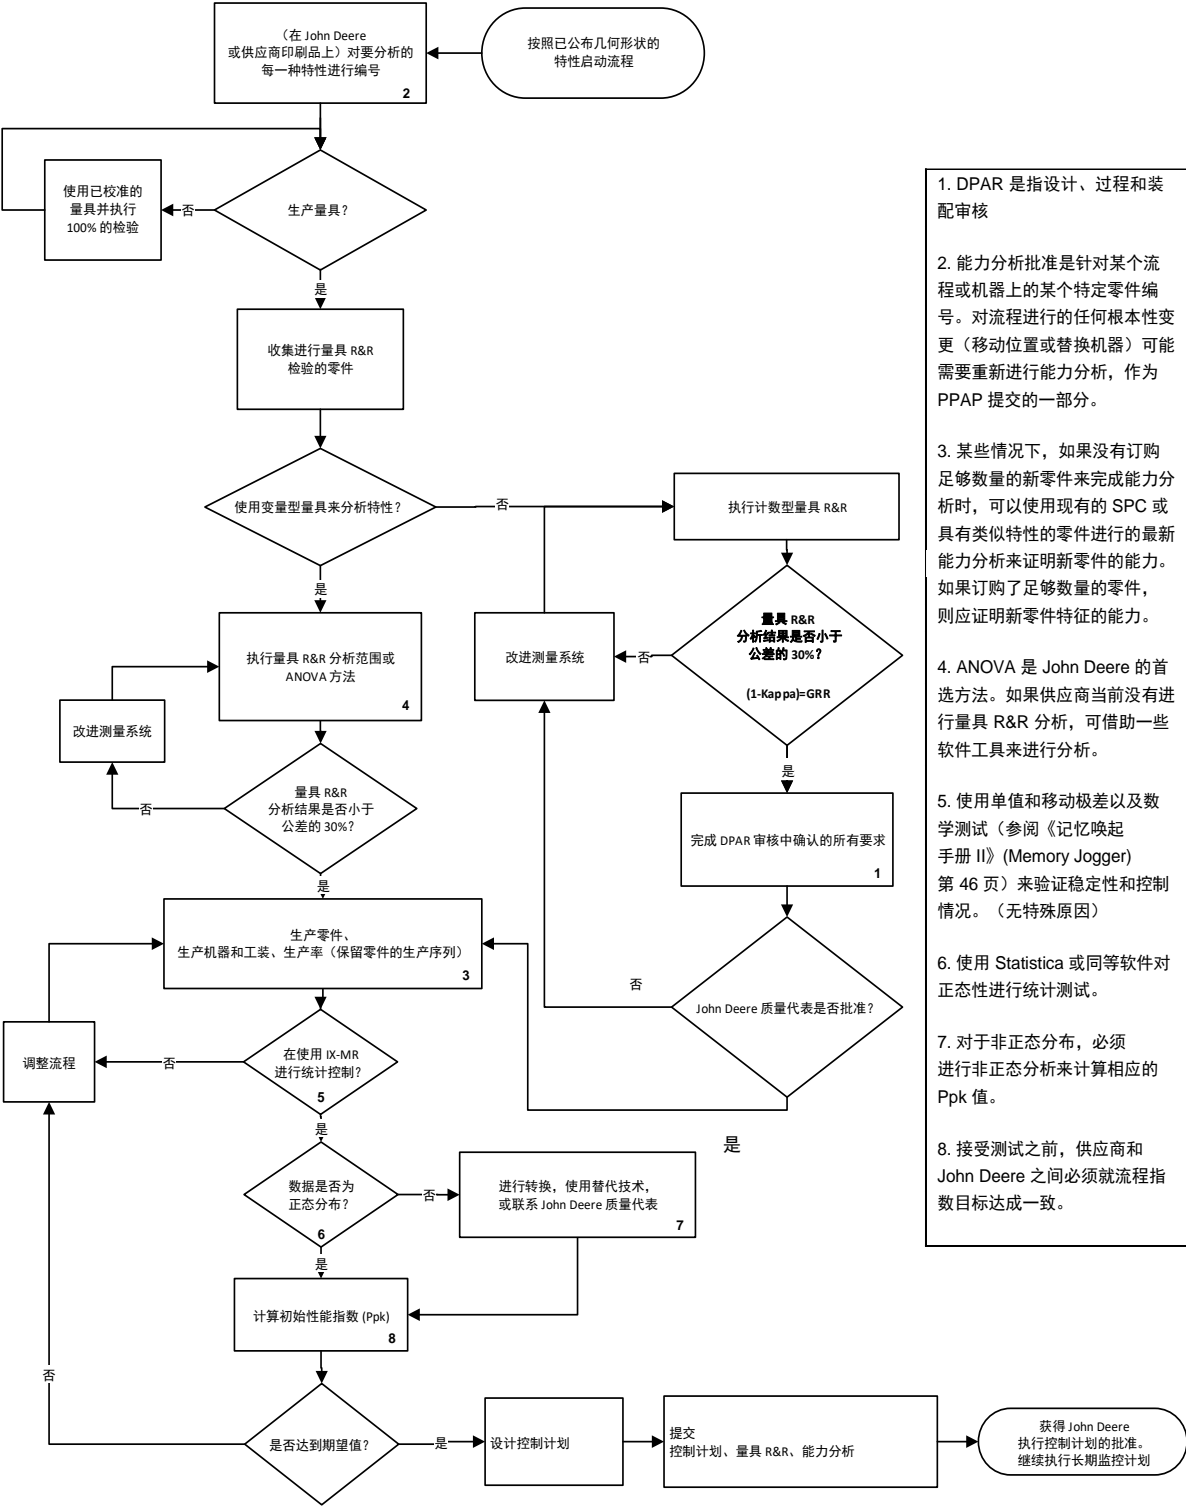 （在 John Deere
或供应商印刷品上）对要分析的
每一种特性进行编号
2
按照已公布几何形状的
特性启动流程
使用已校准的
量具并执行
100% 的检验
否
生产量具？
是
收集进行量具 R&R
检验的零件
使用变量型量具来分析特性？
否
执行计数型量具 R&R
是
量具 R&R
分析结果是否小于
公差的 30%？
(1-Kappa)=GRR
否
改进测量系统
执行量具 R&R 分析范围或
ANOVA 方法
4
改进测量系统
是
量具 R&R
分析结果是否小于
公差的 30%？
否
完成 DPAR 审核中确认的所有要求
1
是
生产零件、
生产机器和工装、生产率（保留零件的生产序列）
3
否
John Deere 质量代表是否批准？
调整流程
否
在使用 IX-MR
进行统计控制？
5
是
是
数据是否为
正态分布？
6
否
进行转换，使用替代技术，
或联系 John Deere 质量代表
7
是
计算初始性能指数 (Ppk)
8
否
是否达到期望值？
是
设计控制计划
提交
控制计划、量具 R&R、能力分析
获得 John Deere
执行控制计划的批准。
继续执行长期监控计划
1. DPAR 是指设计、过程和装
配审核
2. 能力分析批准是针对某个流
程或机器上的某个特定零件编
号。对流程进行的任何根本性变
更（移动位置或替换机器）可能
需要重新进行能力分析，作为
PPAP 提交的一部分。
3. 某些情况下，如果没有订购
足够数量的新零件来完成能力分
析时，可以使用现有的 SPC 或
具有类似特性的零件进行的最新
能力分析来证明新零件的能力。
如果订购了足够数量的零件，
则应证明新零件特征的能力。
4. ANOVA 是 John Deere 的首
选方法。如果供应商当前没有进
行量具 R&R 分析，可借助一些
软件工具来进行分析。
5. 使用单值和移动极差以及数
学测试（参阅《记忆唤起
手册 II》(Memory Jogger)
第 46 页）来验证稳定性和控制
情况。（无特殊原因）
6. 使用 Statistica 或同等软件对
正态性进行统计测试。
7. 对于非正态分布，必须
进行非正态分析来计算相应的
Ppk 值。
8. 接受测试之前，供应商和
John Deere 之间必须就流程指
数目标达成一致。